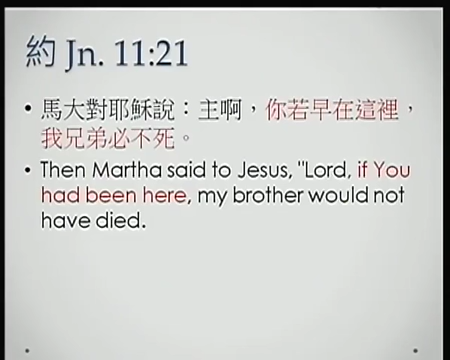 約 Jn. 11:21
• 馬大對耶穌說：主啊，你若早在這裡，
我兄弟必不死。
• Then Martha said to Jesus, "Lord, if You
had been here, my brother would not
have died.